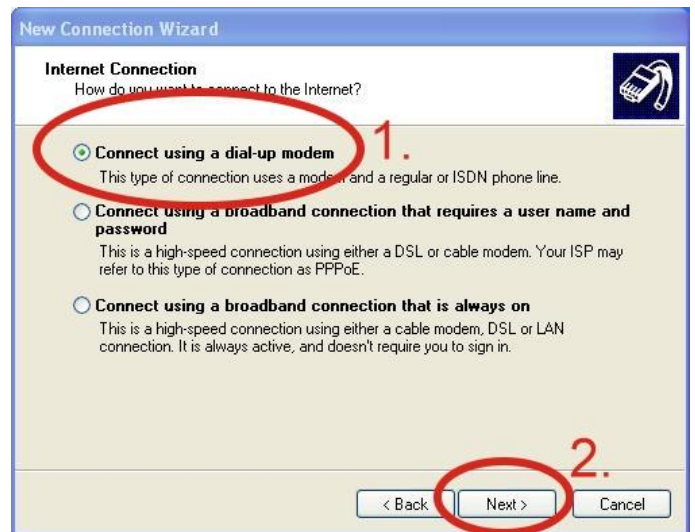 New Connection Wizard
Internet Connection
How do you want to connect to the Internet?
1.
Connect using a dial-up modem
This type of connection uses a modem and a regular or ISDN phone line.
Connect using a broadband connection that requires a user name and
password
This is a high-speed connection using either a DSL or cable modem. Your ISP may
refer to this type of connection as PPPoE.
Connect using a broadband connection that is always on
This is a high-speed connection using either a cable modem, DSL or LAN
connection. It is always active, and doesn't require you to sign in.
2.
< Back Next > Cancel